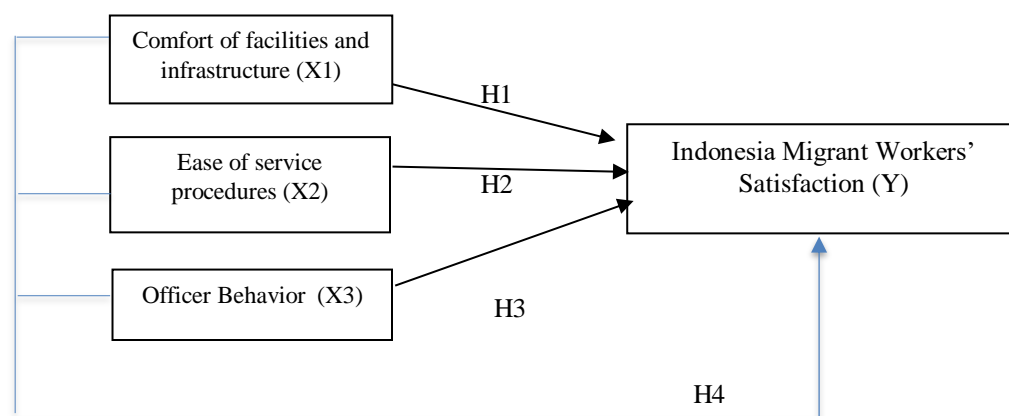 Comfort of facilities and
infrastructure (X1)
H1
Ease of service
procedures (X2)
H2
Indonesia Migrant Workers’
Satisfaction (Y)
Officer Behavior  (X3)
H3
H4